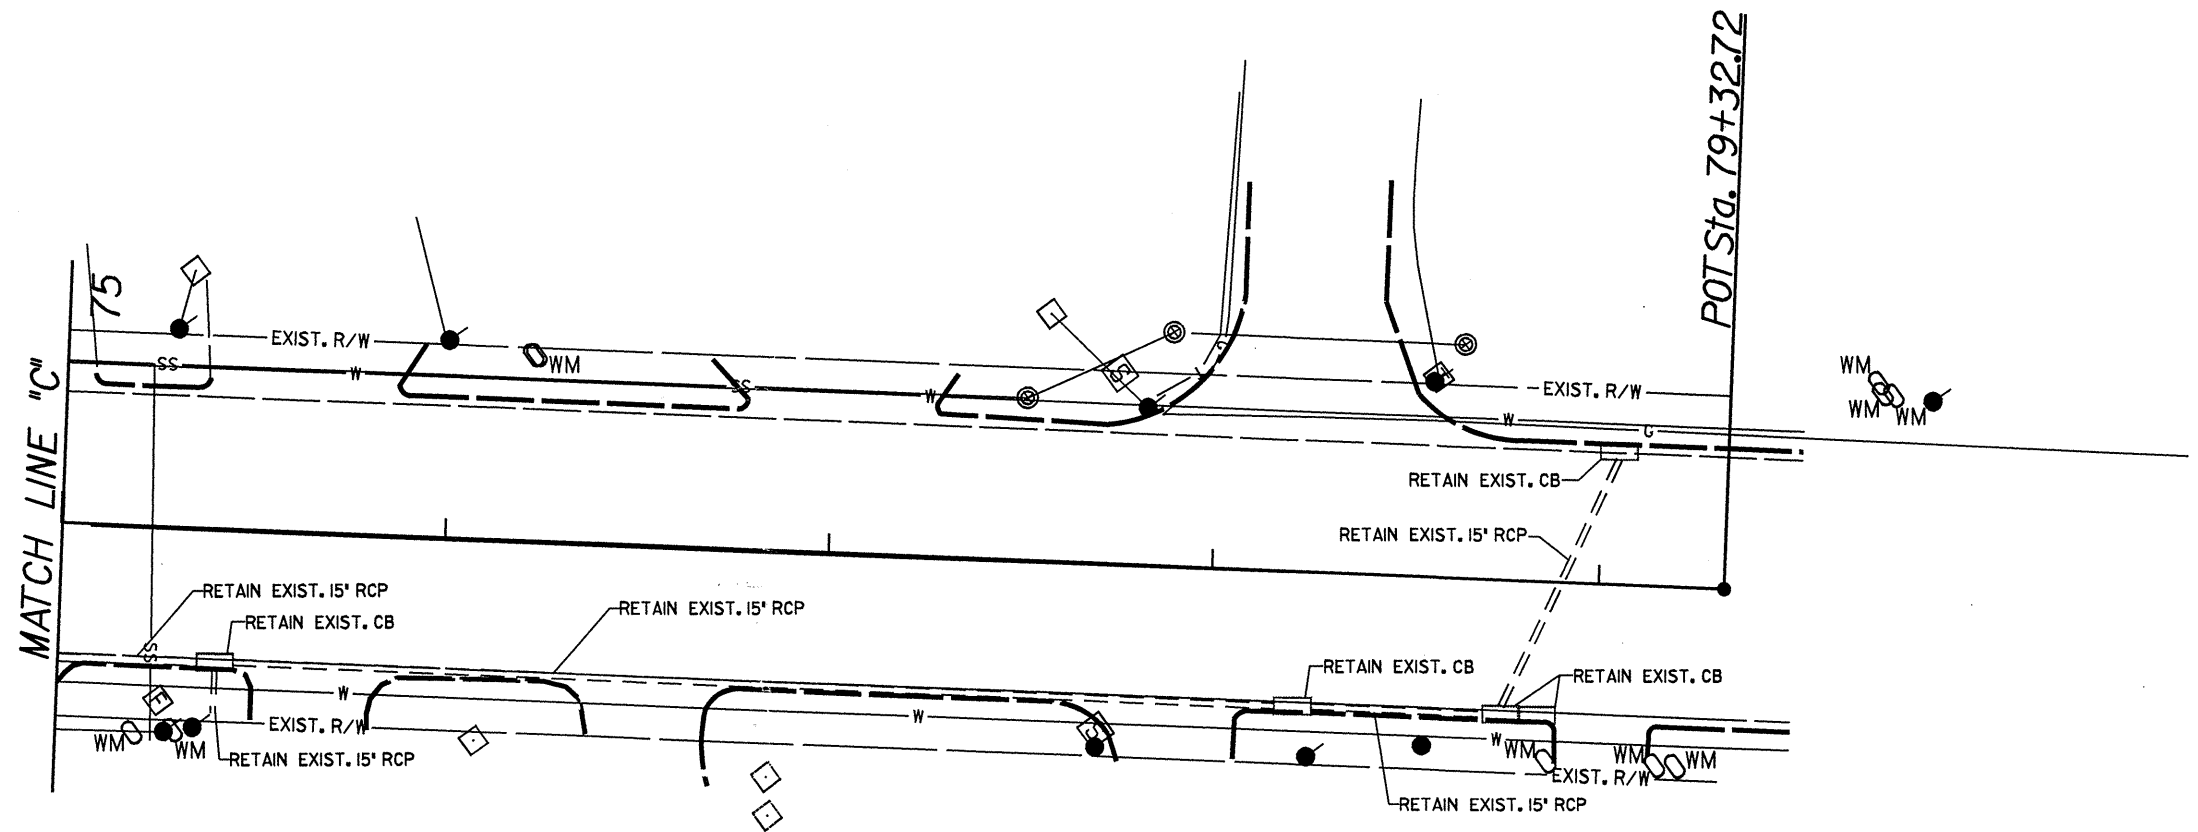 POT Sta. 79+32.72
75
EXIST. R/W
SS
W
WM
SS
W
S
G
EXIST. R/W
W
G
WM
WM
WM
MATCH LINE "C"
RETAIN EXIST. CB
RETAIN EXIST. 15" RCP
RETAIN EXIST. 15" RCP
RETAIN EXIST. CB
RETAIN EXIST. 15" RCP
RETAIN EXIST. CB
RETAIN EXIST. CB
SS
E
W
W
W
EXIST. R/W
WM
WM
RETAIN EXIST. 15" RCP
WM
WM
WM
EXIST. R/W
RETAIN EXIST. 15" RCP